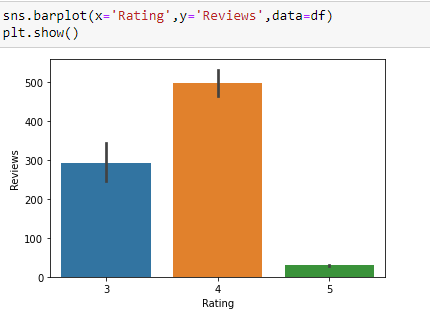 sns.barplot(x='Rating',y='Reviews',data=df)
plt.show()
500
400
300
200
100
0
Reviews
3 4 5
Rating